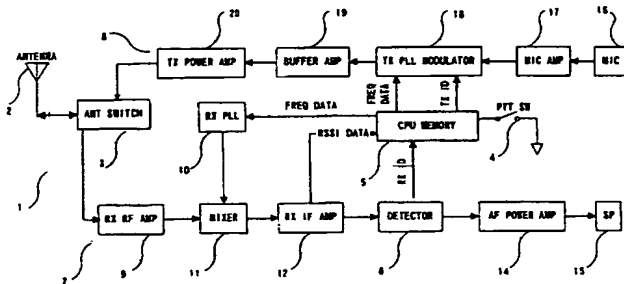 20 19 18 17 16
ANTENNA 8
TX POWER AMP BUFFER AMP TX PLL MODULATOR MIC AMP MIC
2
FREQ DATA TX ID
FREQ DATA PTT SW
ANT SWITCH RX PLL CPU MEMORY
RSSI DATA
3 10 5 4
RX ID
1
RX RF AMP MIXER RX IF AMP DETECTOR AF POWER AMP SP
7 9 11 12 6 14 15